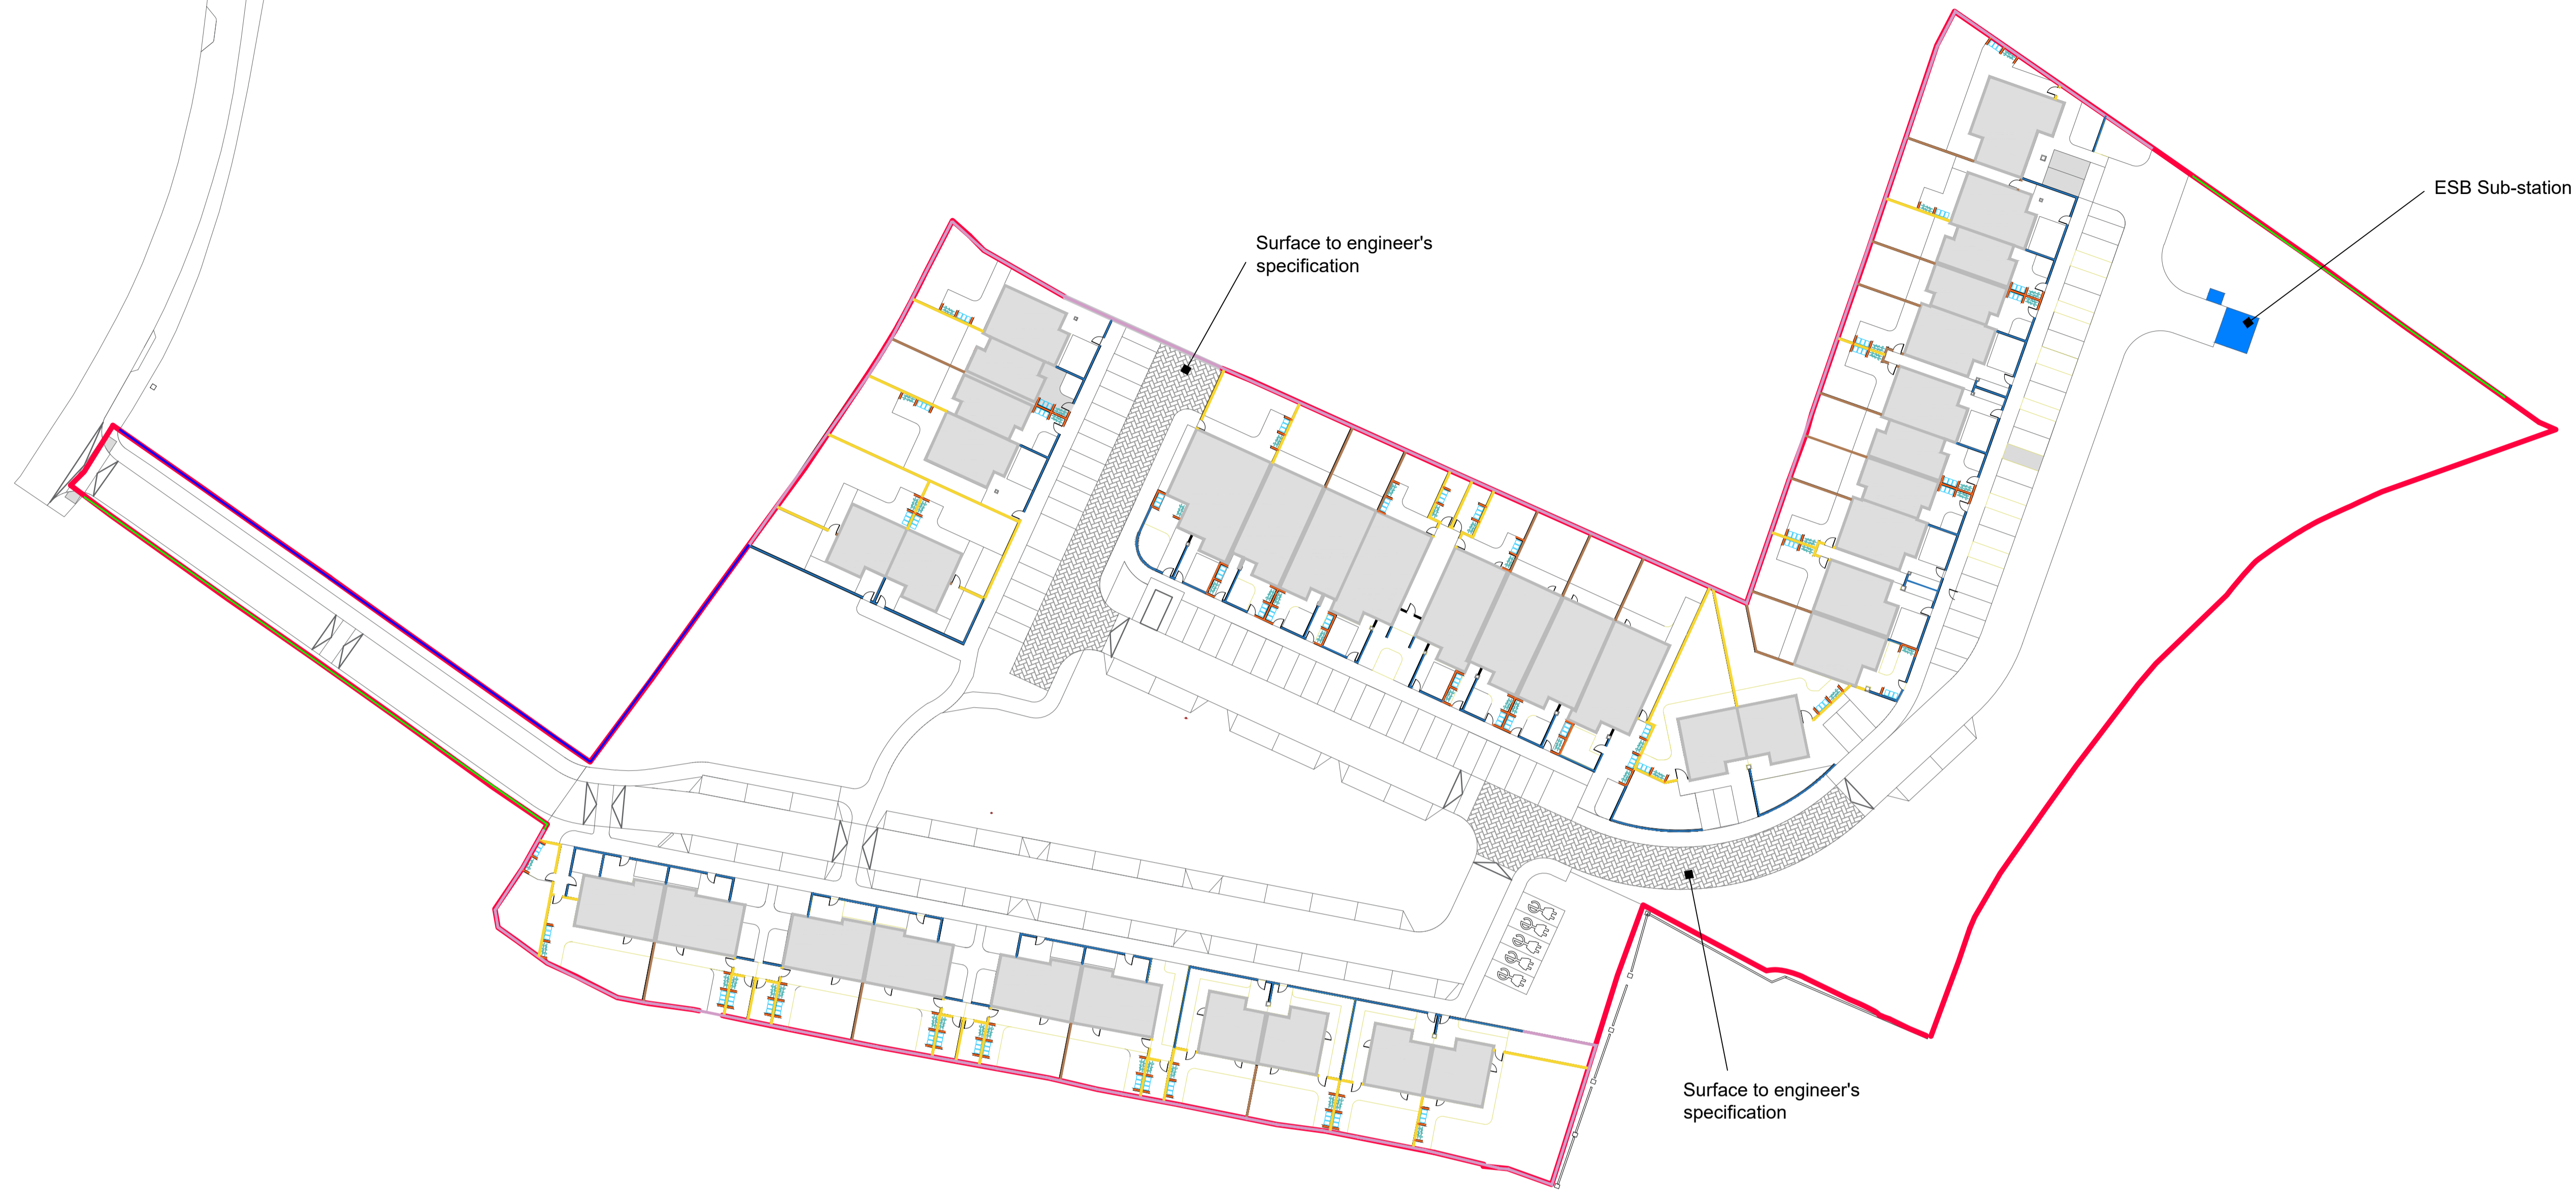 ESB Sub-station
Surface to engineer's
specification
Surface to engineer's
specification